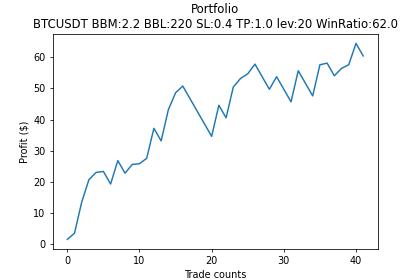 Portfolio
BTCUSDT BBM:2.2 BBL:220 SL:0.4 TP:1.0 lev:20 WinRatio:62.0
60
50
40
30
20
10
0
Profit ($)
0 10 20 30 40
Trade counts